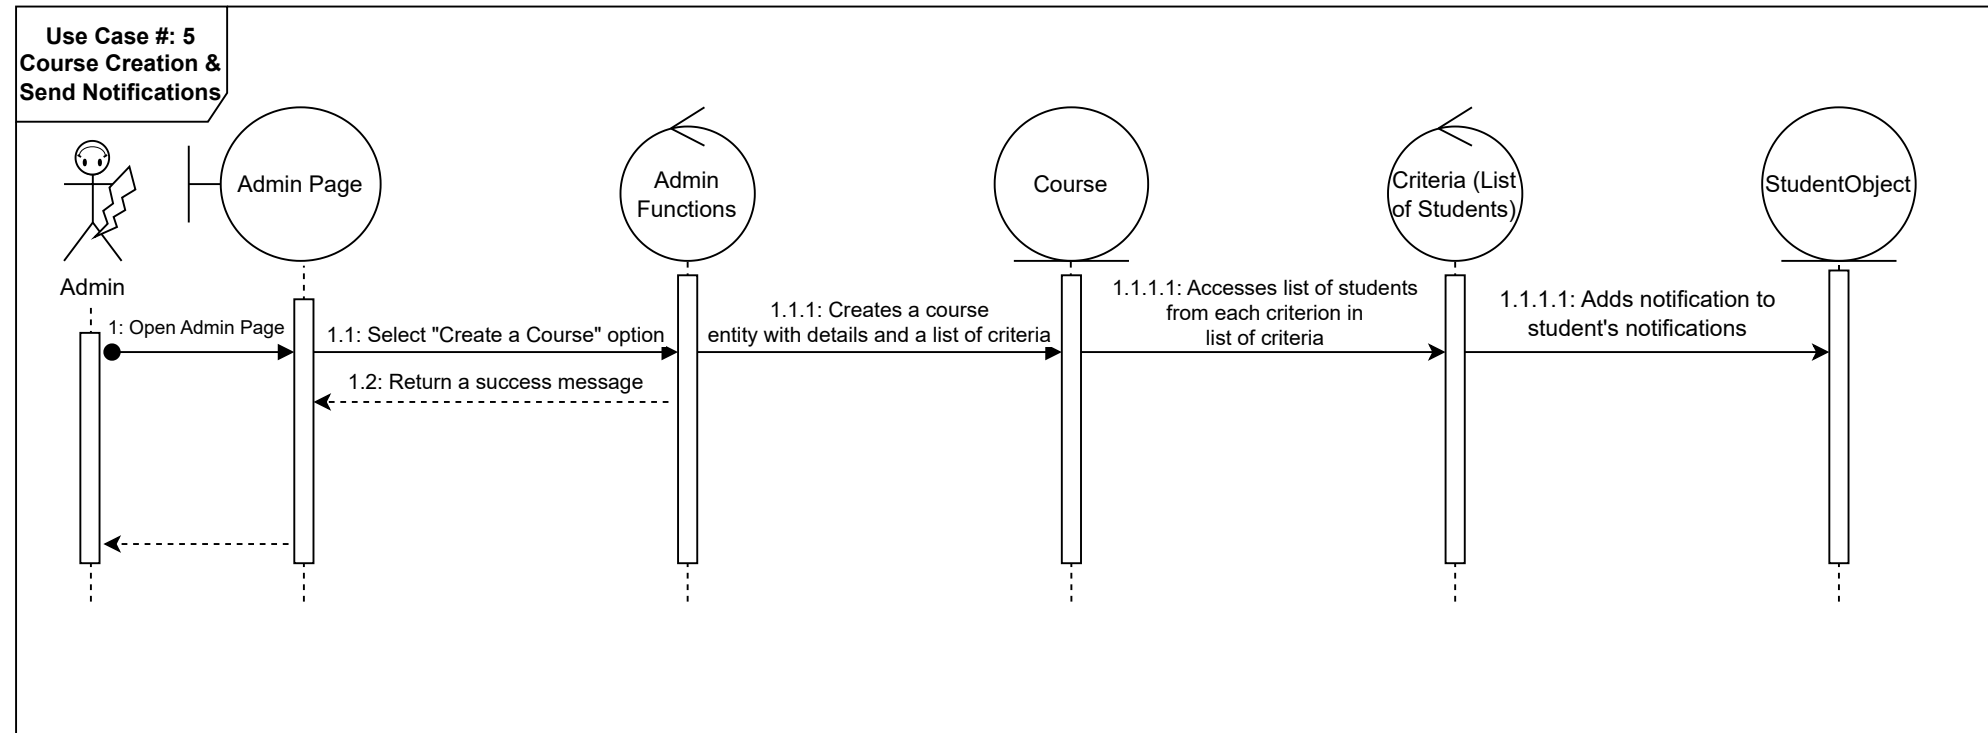 Use Case #: 5
Course Creation &
Send Notifications
Admin Page
Admin
Functions
Course
Criteria (List
of Students)
StudentObject
Admin
1: Open Admin Page
1.1: Select "Create a Course" option
1.1.1: Creates a course
entity with details and a list of criteria
1.1.1.1: Accesses list of students
from each criterion in
list of criteria
1.1.1.1: Adds notification to
student's notifications
1.2: Return a success message